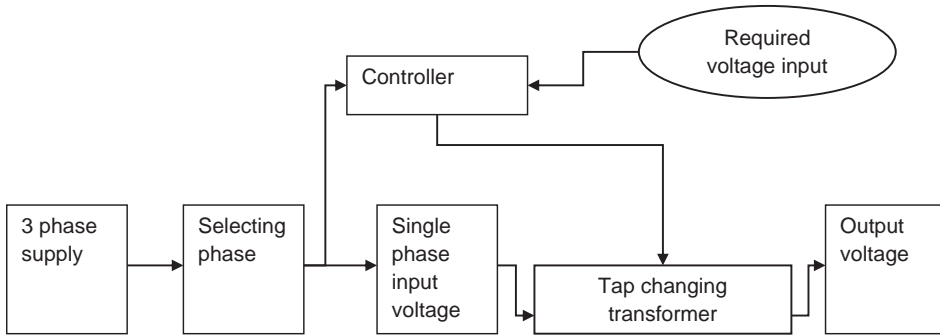 Required
voltage input
Controller
3 phase
supply
Selecting
phase
Single
phase
input
voltage
Tap changing
transformer
Output
voltage